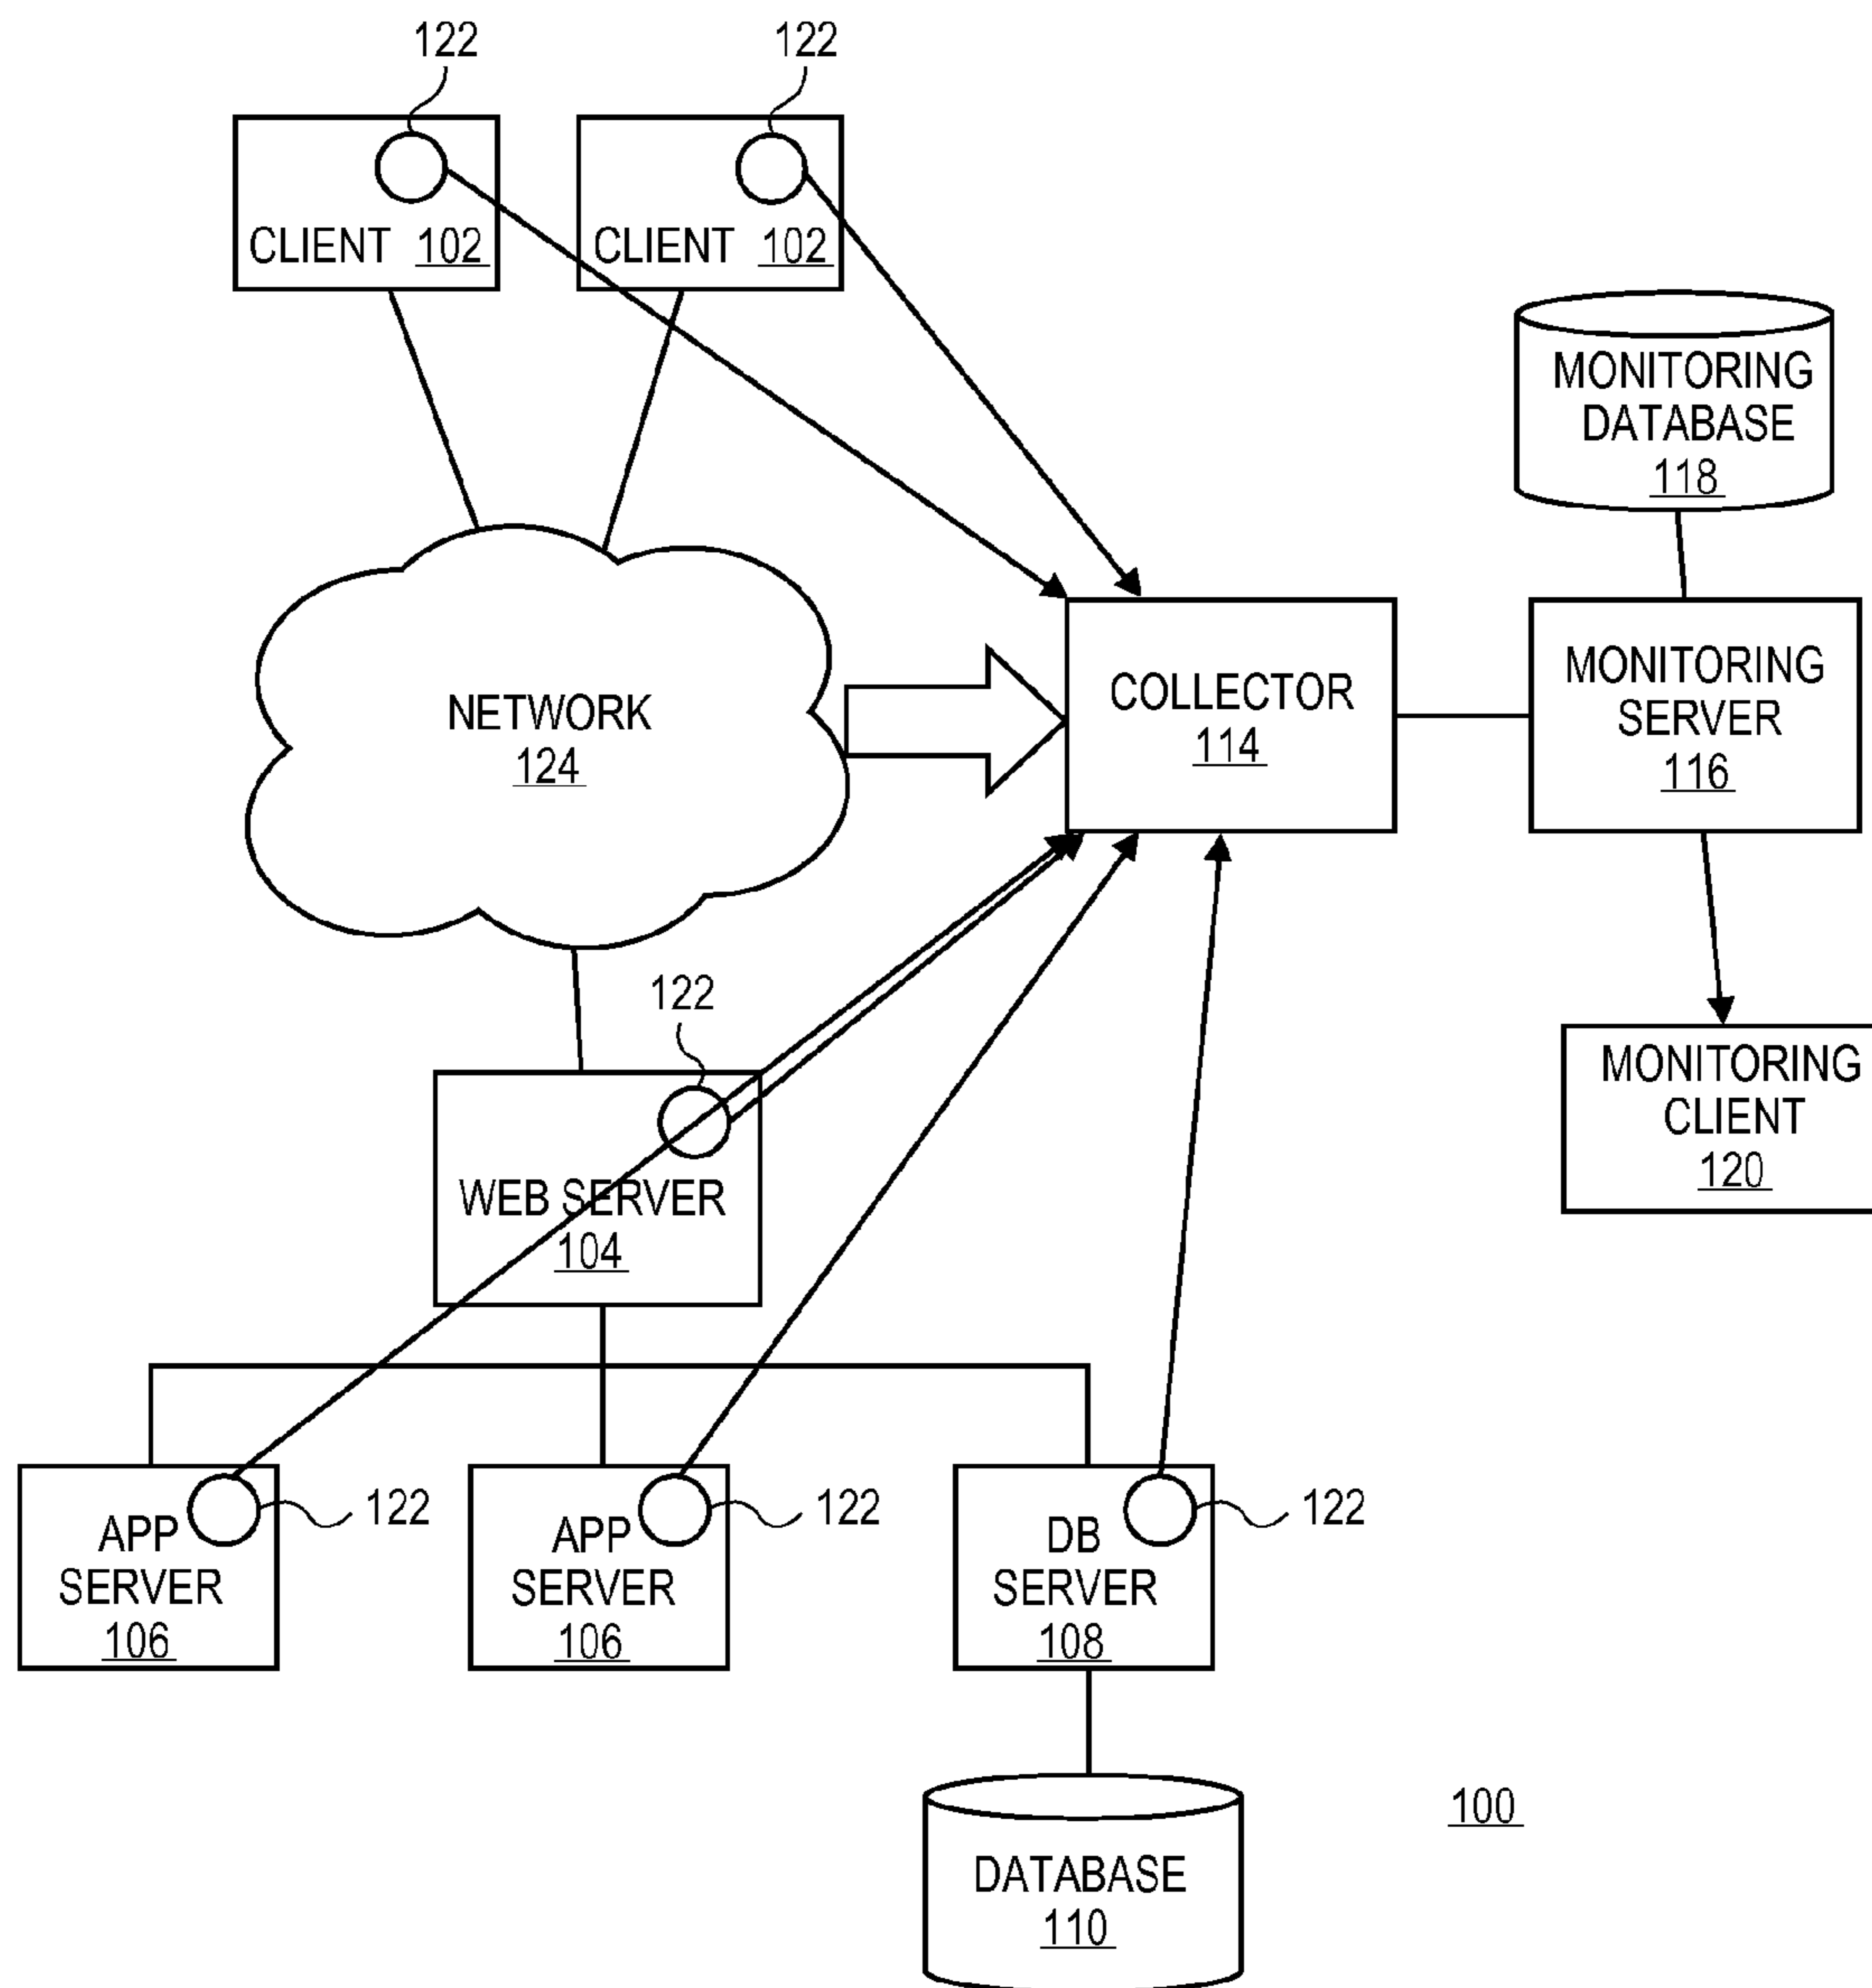 122
122
CLIENT 102
CLIENT 102
MONITORING
DATABASE
118
NETWORK
124
COLLECTOR
114
MONITORING
SERVER
116
122
WEB SERVER
104
MONITORING
CLIENT
120
APP
SERVER
106
122
APP
SERVER
106
122
DB
SERVER
108
122
DATABASE
110
100